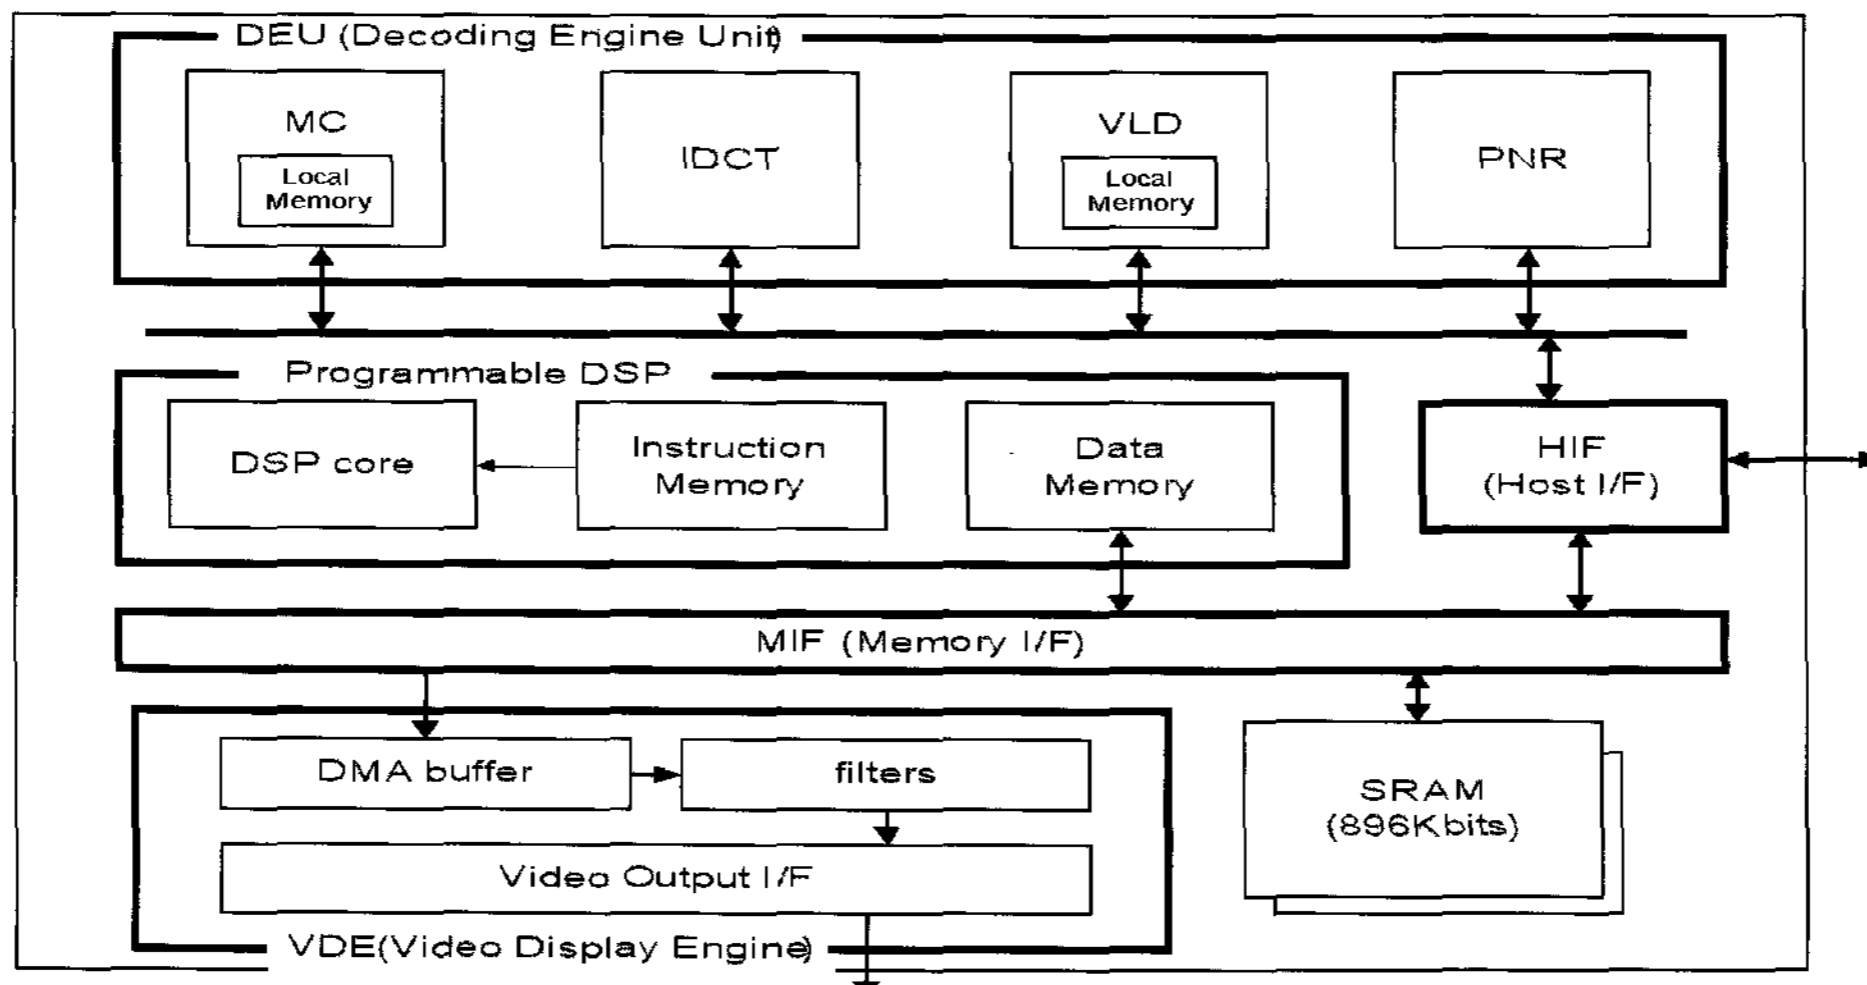 DEU (Decoding Engine Unit)
MC
Local
Memory
IDCT
VLD
Local
Memory
PNR
Programmable DSP
DSP core
Instruction
Memory
Data
Memory
HIF
(Host I/F)
MIF (Memory I/F)
DMA buffer
filters
Video Output I/F
SRAM
(896Kbits)
VDE(Video Display Engine)